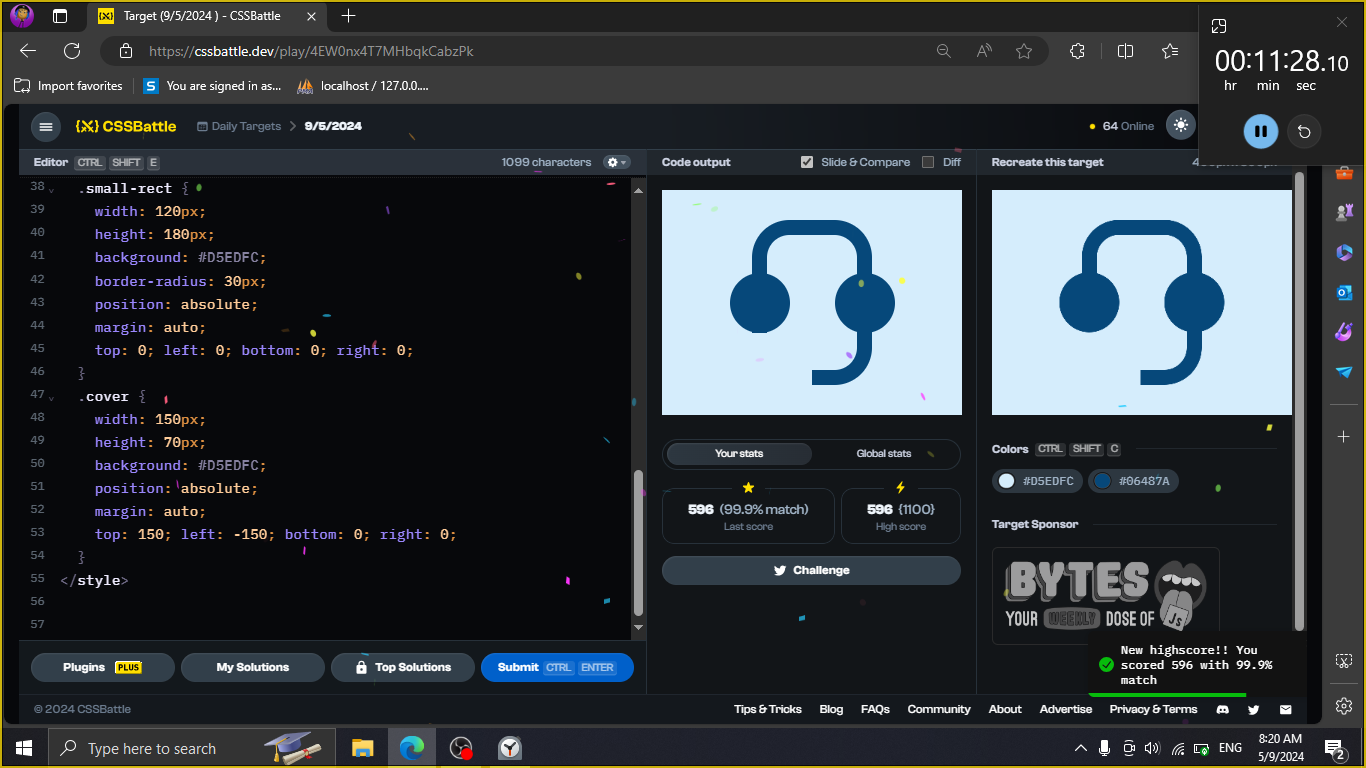 Target (9/5/2024 ) - CSSBattle
https://cssbattle.dev/play/4EW0nx4T7MHbqkCabzPk
Import favorites
You are signed in as...
localhost / 127.0.0....
00:11:28.10
hr min sec
{X} CSSBattle
Daily Targets
9/5/2024
64 Online
Editor CTRL SHIFT E
1099 characters
Code output
Slide & Compare
Diff
Recreate this target
38 .small-rect {
39 width: 120px;
40 height: 180px;
41 background: #D5EDFC;
42 border-radius: 30px;
43 position: absolute;
44 margin: auto;
45 top: 0; left: 0; bottom: 0; right: 0;
46 }
47 .cover {
48 width: 150px;
49 height: 70px;
50 background: #D5EDFC;
51 position: absolute;
52 margin: auto;
53 top: 150; left: -150; bottom: 0; right: 0;
54 }
55 </style>
56
57
Your stats
Global stats
596 (99.9% match)
Last score
596 {1100}
High score
Challenge
Colors CTRL SHIFT C
#D5EDFC
#06487A
Target Sponsor
BYTES
YOUR WEEKLY DOSE OF JS
New highscore!! You
scored 596 with 99.9%
match
Plugins PLUS
My Solutions
Top Solutions
Submit CTRL ENTER
© 2024 CSSBattle
Tips & Tricks Blog FAQs Community About Advertise Privacy & Terms
Type here to search
ENG
8:20 AM
5/9/2024
2